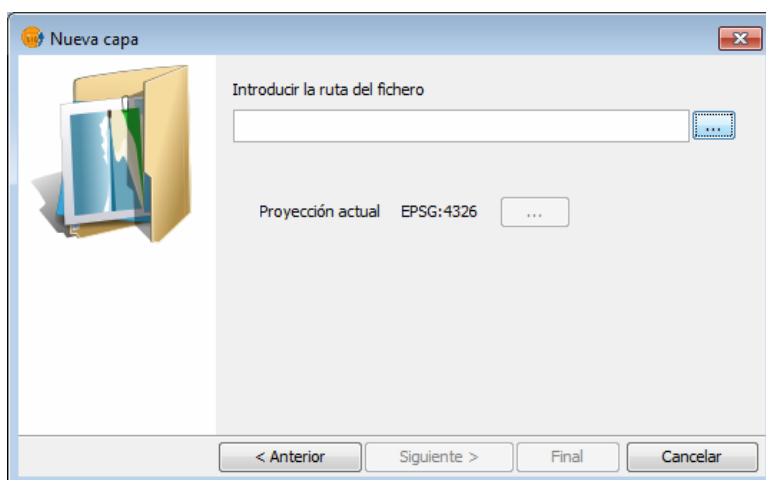 Nueva capa
Introducir la ruta del fichero
...
Proyección actual EPSG:4326 ...
< Anterior Siguiente > Final Cancelar